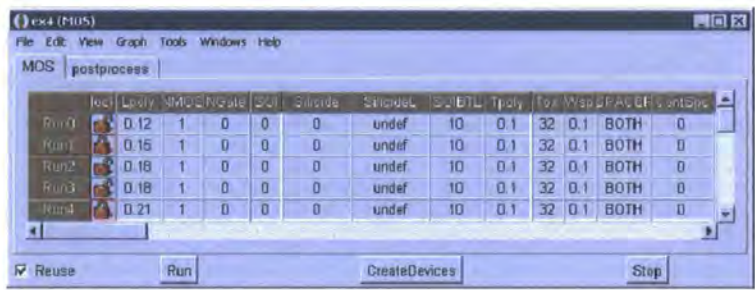 ex4 (MOS)
File Edit View Graph Tools Windows Help
MOS postprocess
lock Lpoly NMOS NGate SOI Silicide SilicideL SOIBTL Tpoly Tox Wsp SPACER ContSpc
Run0 0.12 1 0 0 0 undef 10 0.1 32 0.1 BOTH 0
Run1 0.15 1 0 0 0 undef 10 0.1 32 0.1 BOTH 0
Run2 0.18 1 0 0 0 undef 10 0.1 32 0.1 BOTH 0
Run3 0.18 1 0 0 0 undef 10 0.1 32 0.1 BOTH 0
Run4 0.21 1 0 0 0 undef 10 0.1 32 0.1 BOTH 0
Reuse Run CreateDevices Stop